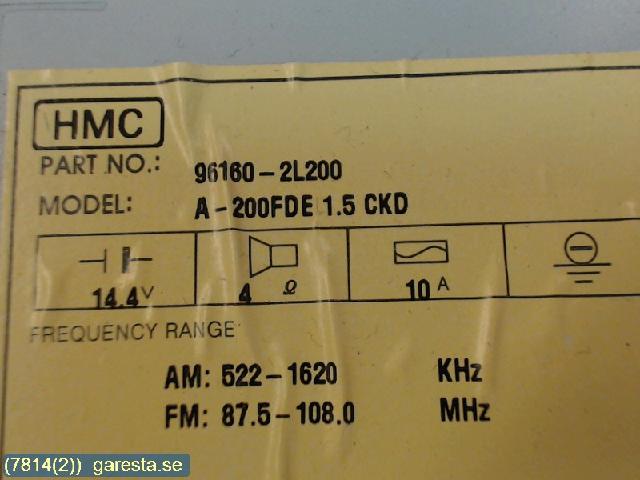 HMC
PART NO.: 96160-2L200
MODEL: A-200FDE 1.5 CKD
14.4V 4 Ω 10 A
FREQUENCY RANGE
AM: 522-1620 KHz
FM: 87.5-108.0 MHz
(7814(2)) garesta.se